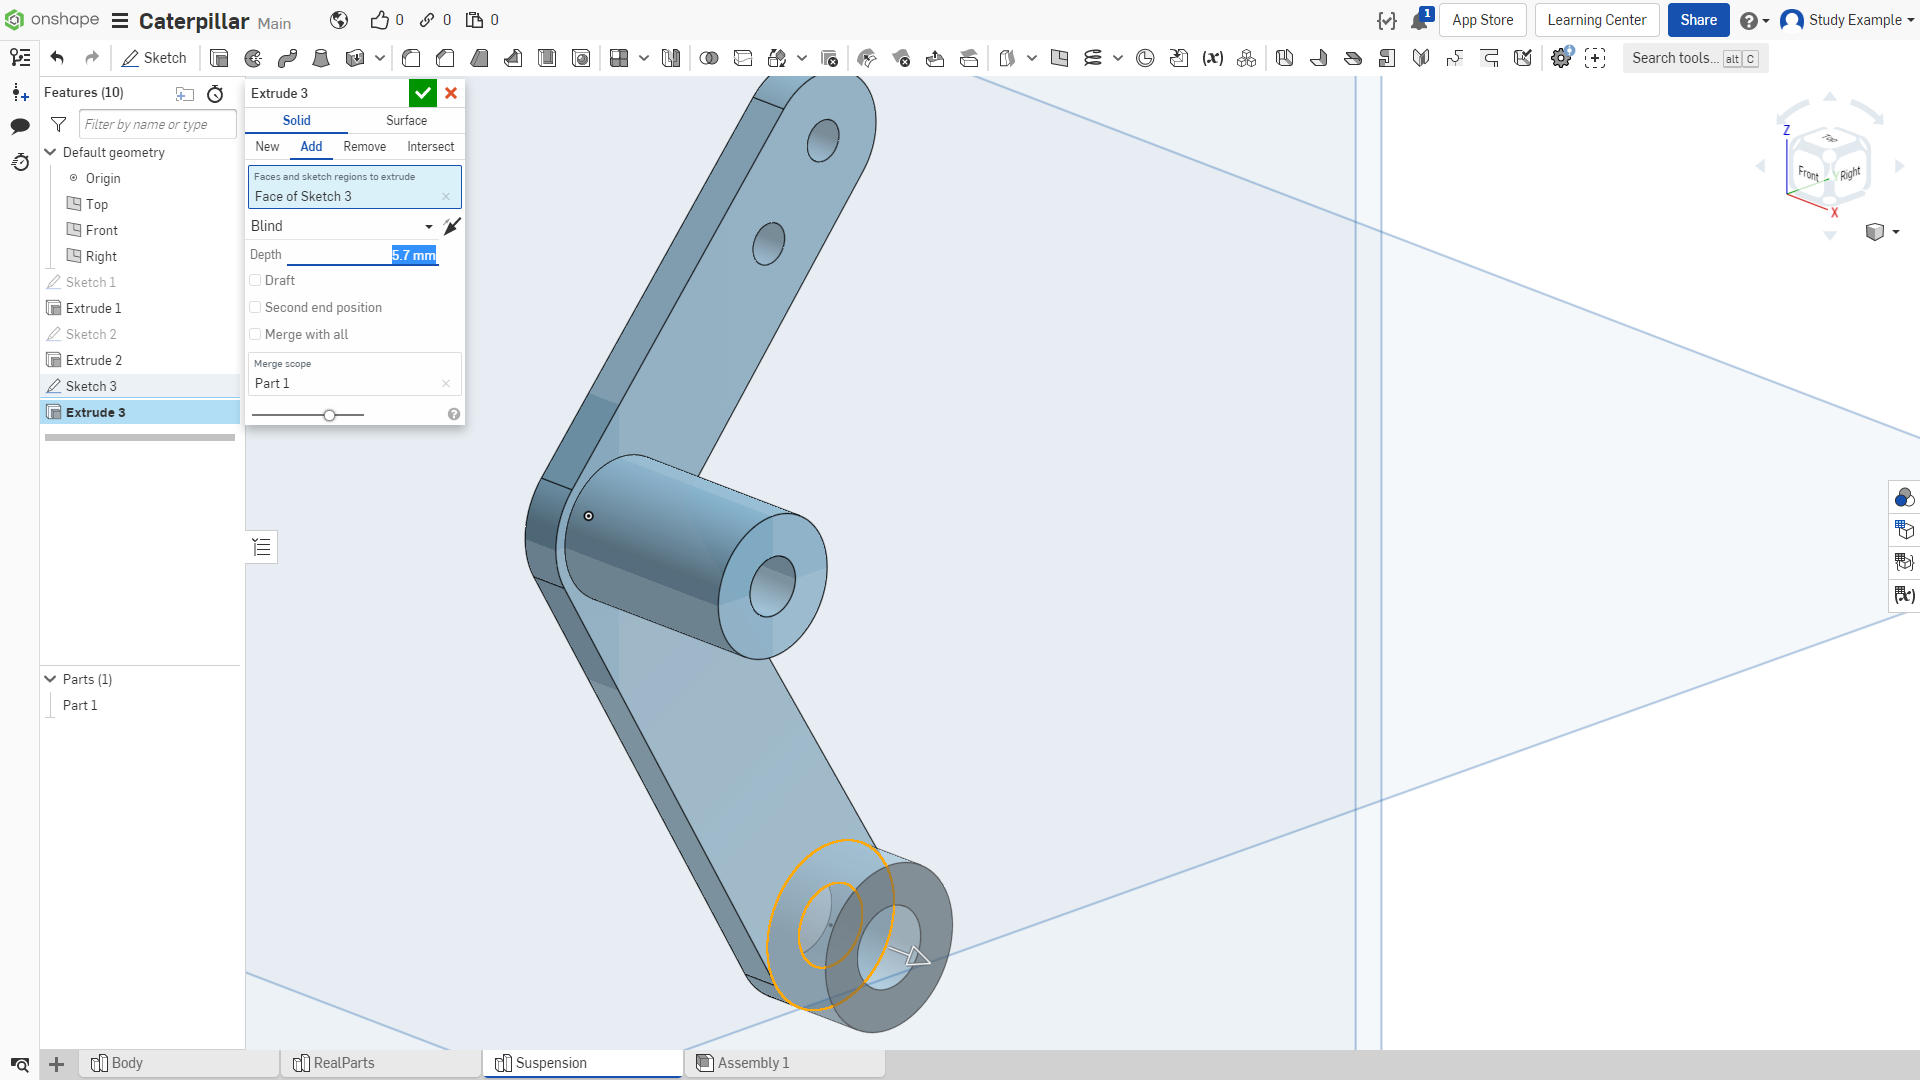 onshape Caterpillar Main 0 0 0 1 App Store Learning Center Share Study Example
Sketch Search tools... alt C
Features (10)
Filter by name or type
Default geometry
Origin
Top
Front
Right
Sketch 1
Extrude 1
Sketch 2
Extrude 2
Sketch 3
Extrude 3
Parts (1)
Part 1
Extrude 3
Solid Surface
New Add Remove Intersect
Faces and sketch regions to extrude
Face of Sketch 3
Blind
Depth 5.7 mm
Draft
Second end position
Merge with all
Merge scope
Part 1
Z
Top
Front
Y
Right
X
Body RealParts Suspension Assembly 1